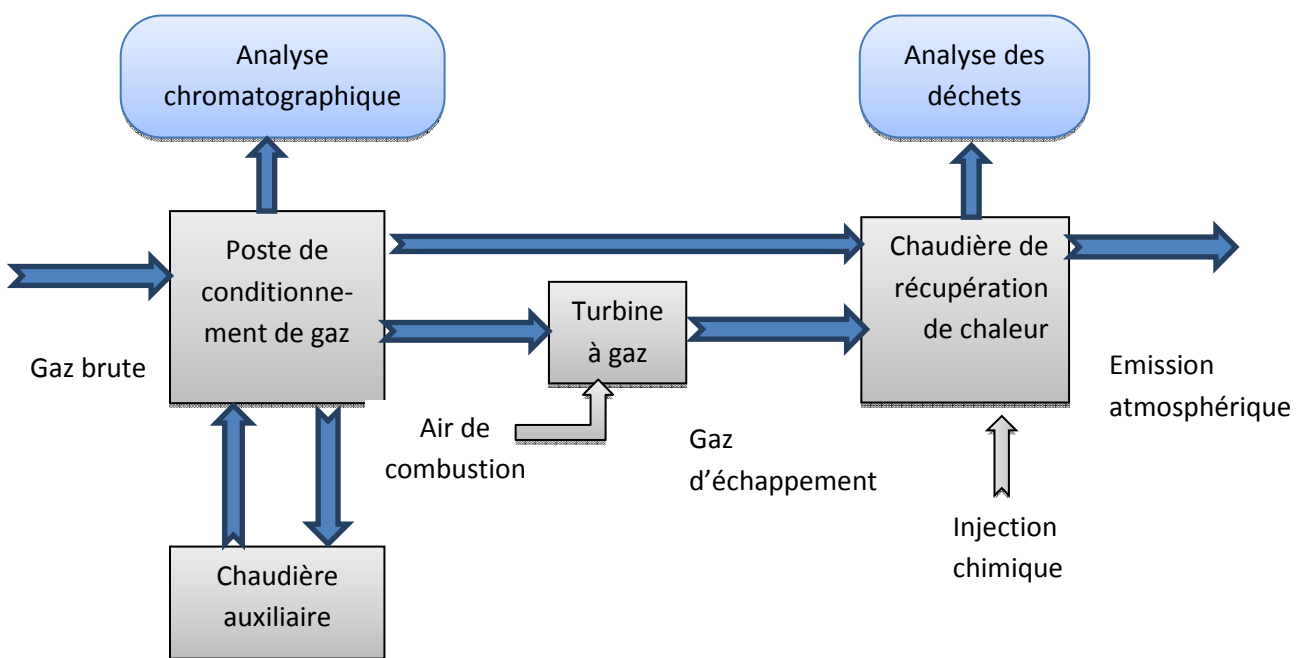 Analyse
chromatographique
Analyse des
déchets
Poste de
conditionne-
ment de gaz
Chaudière de
récupération
de chaleur
Turbine
à gaz
Gaz brute
Emission
atmosphérique
Air de
combustion
Gaz
d’échappement
Injection
chimique
Chaudière
auxiliaire